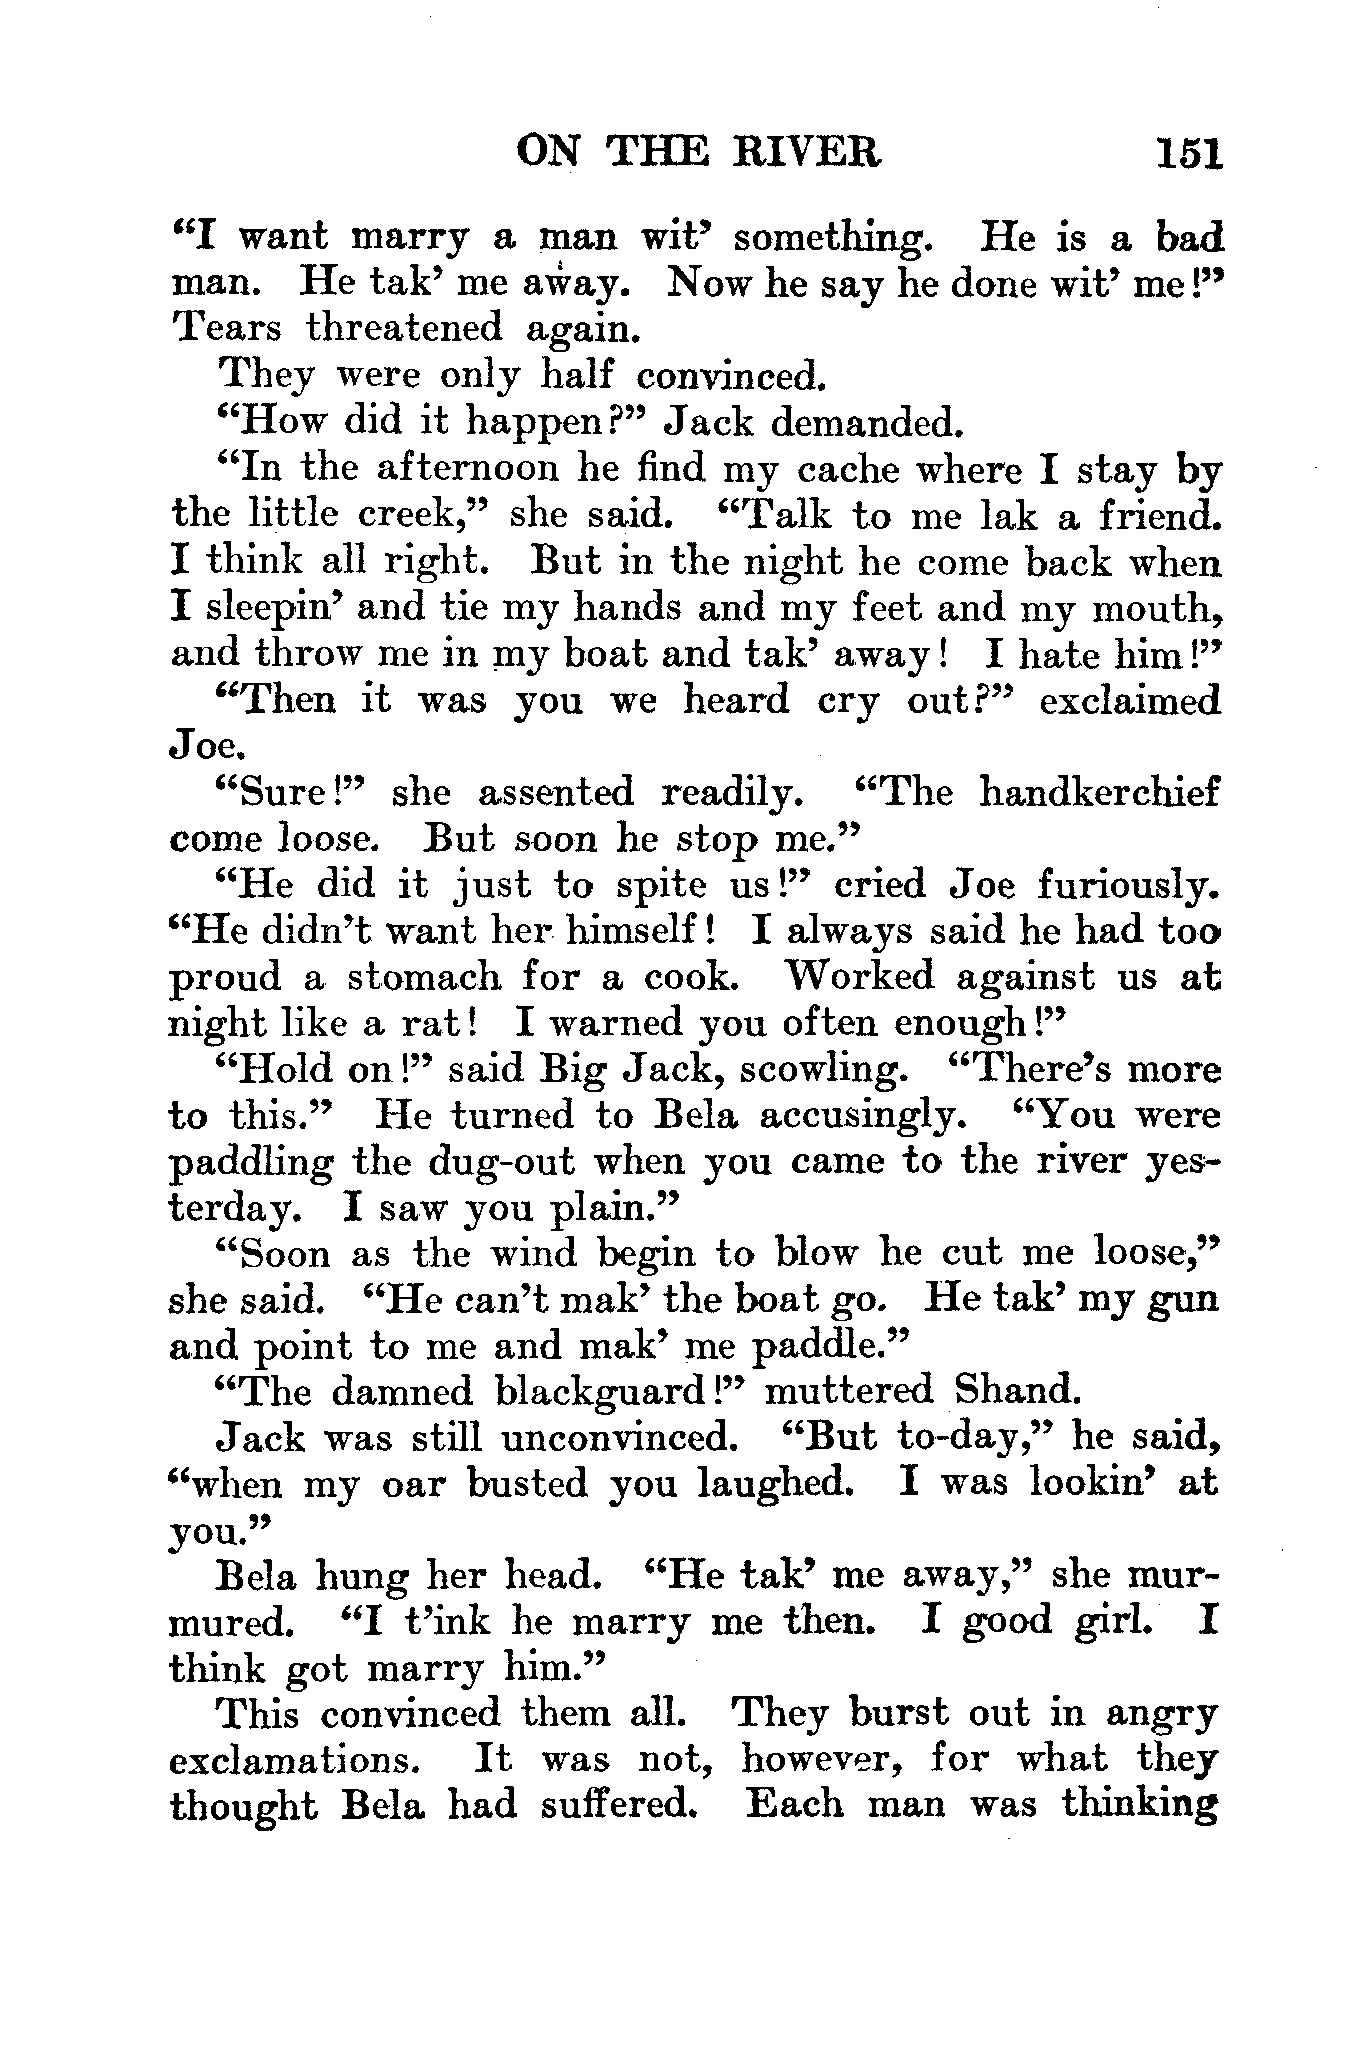 ON THE RIVER 151
“I want marry a man wit’ something. He is a bad
man. He tak’ me away. Now he say he done wit’ me!”
Tears threatened again.
They were only half convinced.
“How did it happen?” Jack demanded.
“In the afternoon he find my cache where I stay by
the little creek,” she said. “Talk to me lak a friend.
I think all right. But in the night he come back when
I sleepin’ and tie my hands and my feet and my mouth,
and throw me in my boat and tak’ away! I hate him!”
“Then it was you we heard cry out?” exclaimed
Joe.
“Sure!” she assented readily. “The handkerchief
come loose. But soon he stop me.”
“He did it just to spite us!” cried Joe furiously.
“He didn’t want her himself! I always said he had too
proud a stomach for a cook. Worked against us at
night like a rat! I warned you often enough!”
“Hold on!” said Big Jack, scowling. “There’s more
to this.” He turned to Bela accusingly. “You were
paddling the dug-out when you came to the river yes-
terday. I saw you plain.”
“Soon as the wind begin to blow he cut me loose,”
she said. “He can’t mak’ the boat go. He tak’ my gun
and point to me and mak’ me paddle.”
“The damned blackguard!” muttered Shand.
Jack was still unconvinced. “But to-day,” he said,
“when my oar busted you laughed. I was lookin’ at
you.”
Bela hung her head. “He tak’ me away,” she mur-
mured. “I t’ink he marry me then. I good girl. I
think got marry him.”
This convinced them all. They burst out in angry
exclamations. It was not, however, for what they
thought Bela had suffered. Each man was thinking